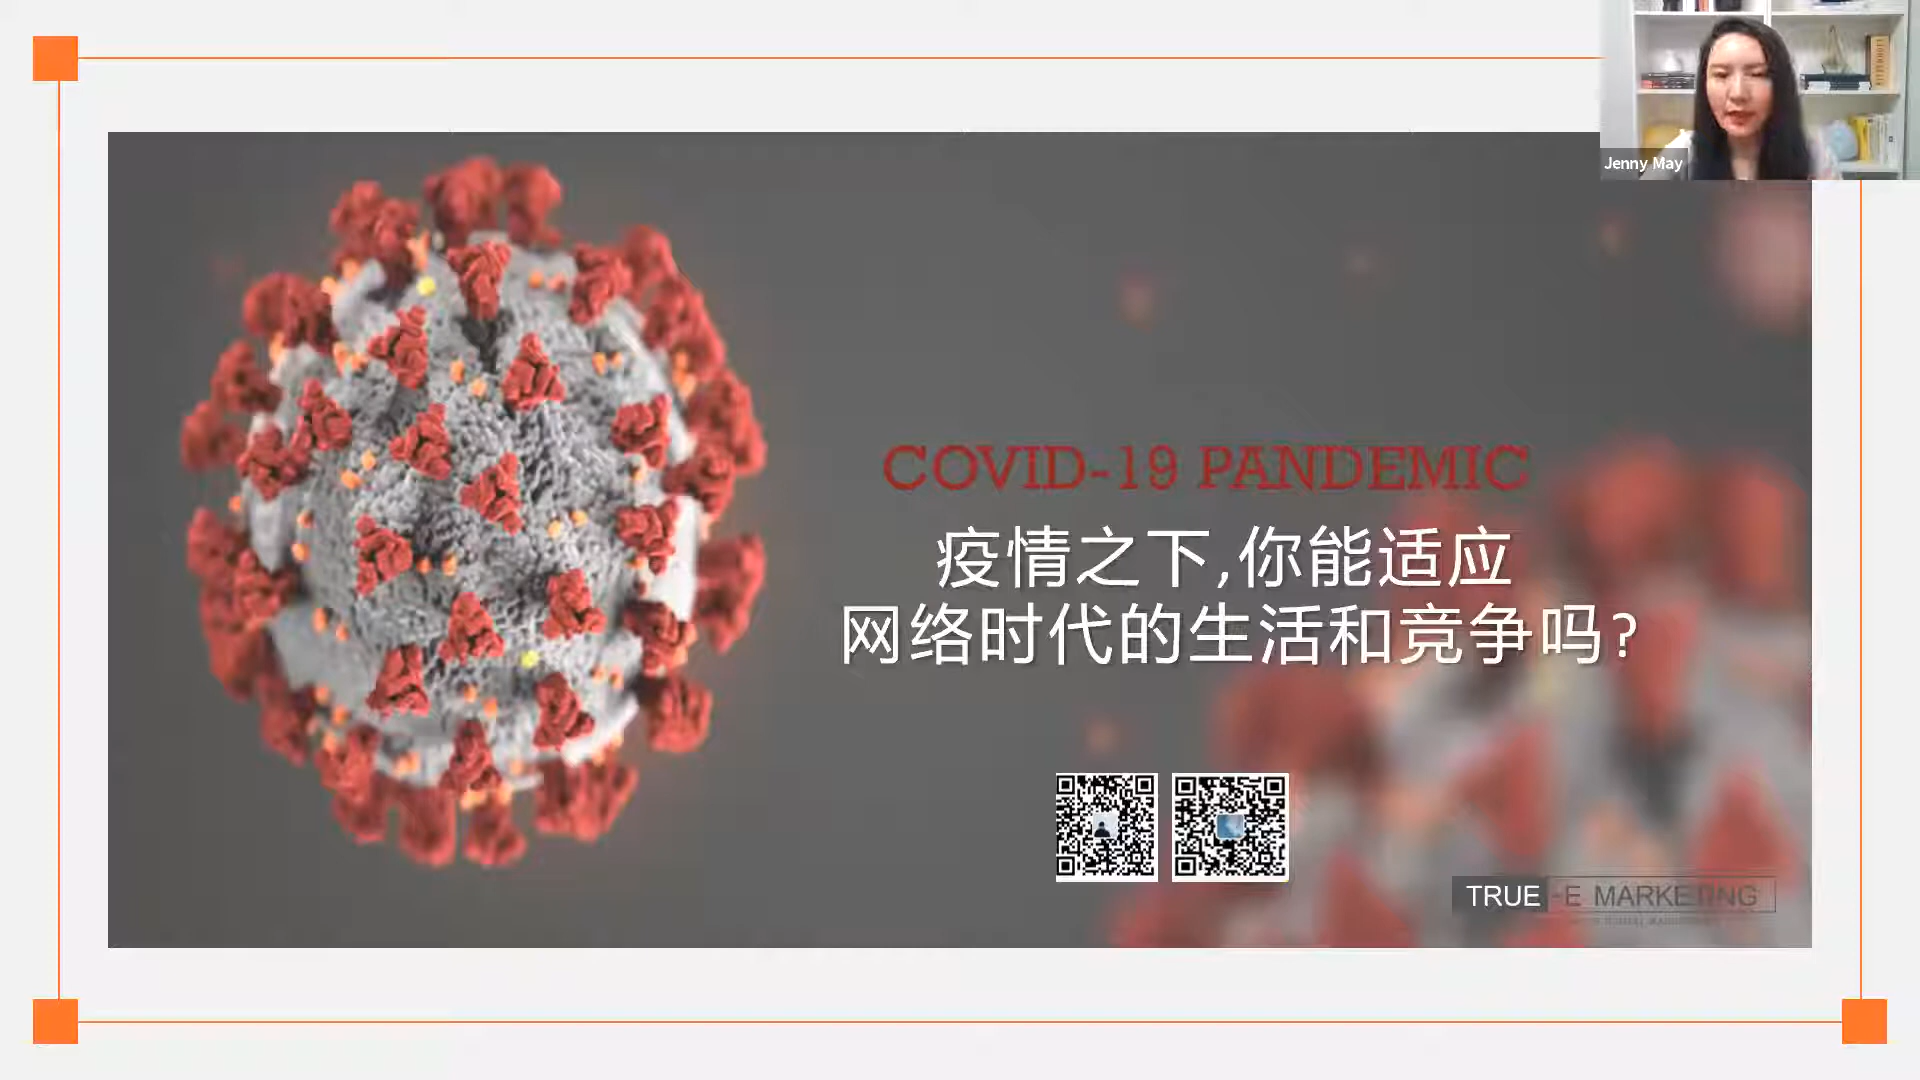 Jenny May
COVID-19 PANDEMIC
疫情之下,你能适应
网络时代的生活和竞争吗?
TRUE-E MARKETING